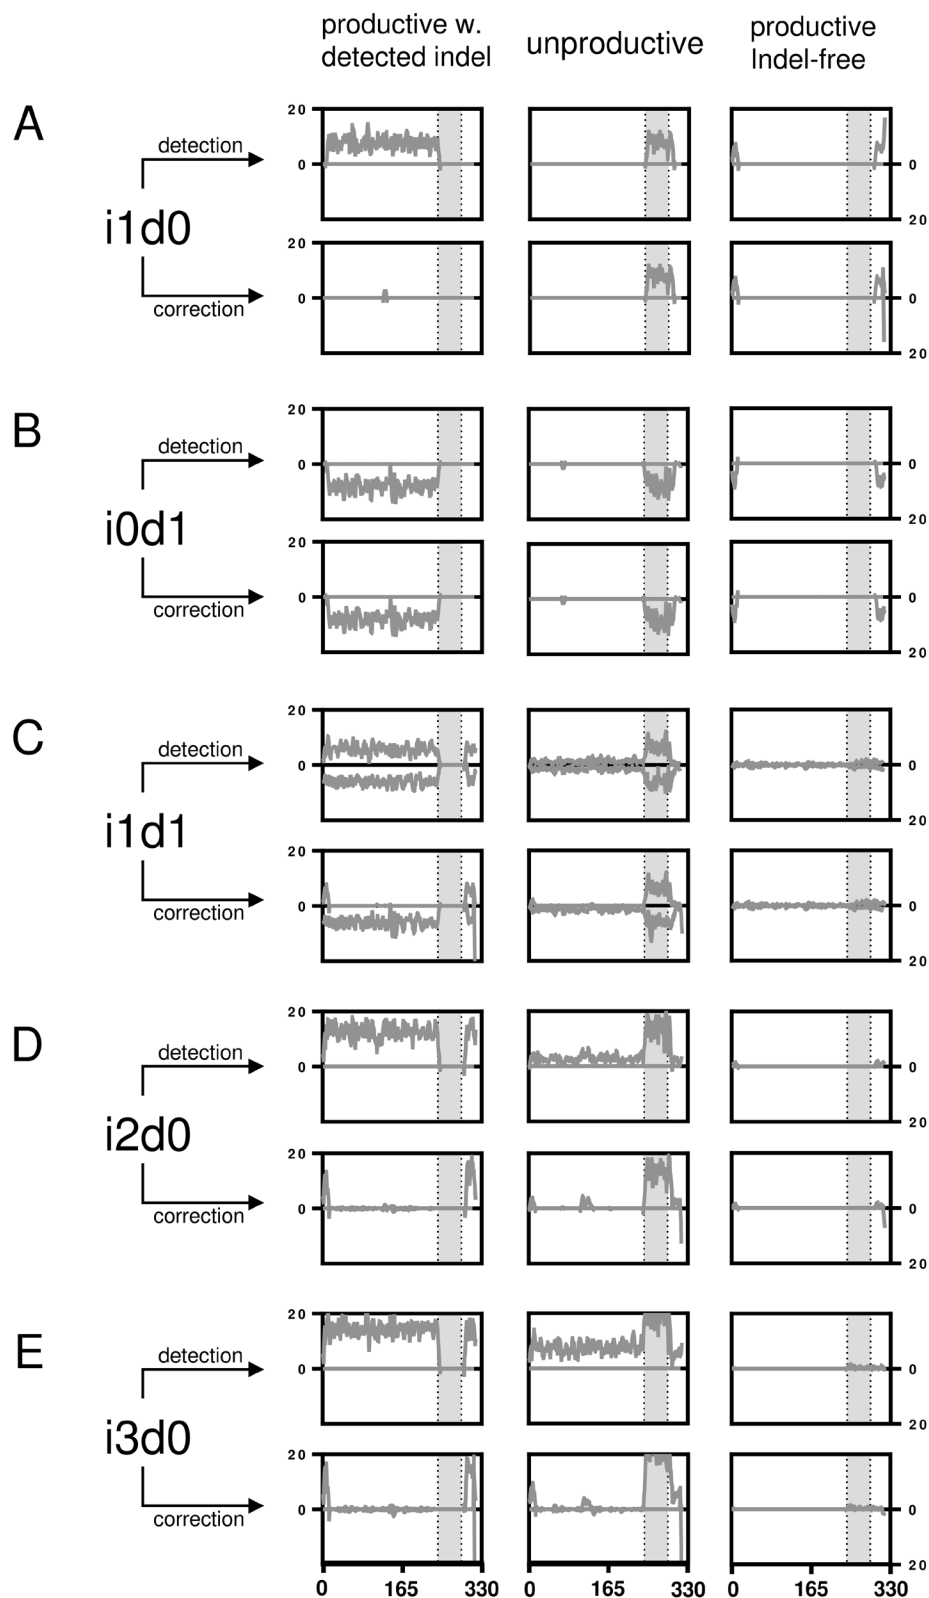 productive w.
detected indel
unproductive
productive
Indel-free
A
detection
i1d0
correction
20
0
0
20
20
0
0
20
B
detection
i0d1
correction
20
0
0
20
20
0
0
20
C
detection
i1d1
correction
20
0
0
20
20
0
0
20
D
detection
i2d0
correction
20
0
0
20
20
0
0
20
E
detection
i3d0
correction
20
0
0
20
20
0
0
20
0 165 330 0 165 330 0 165 330